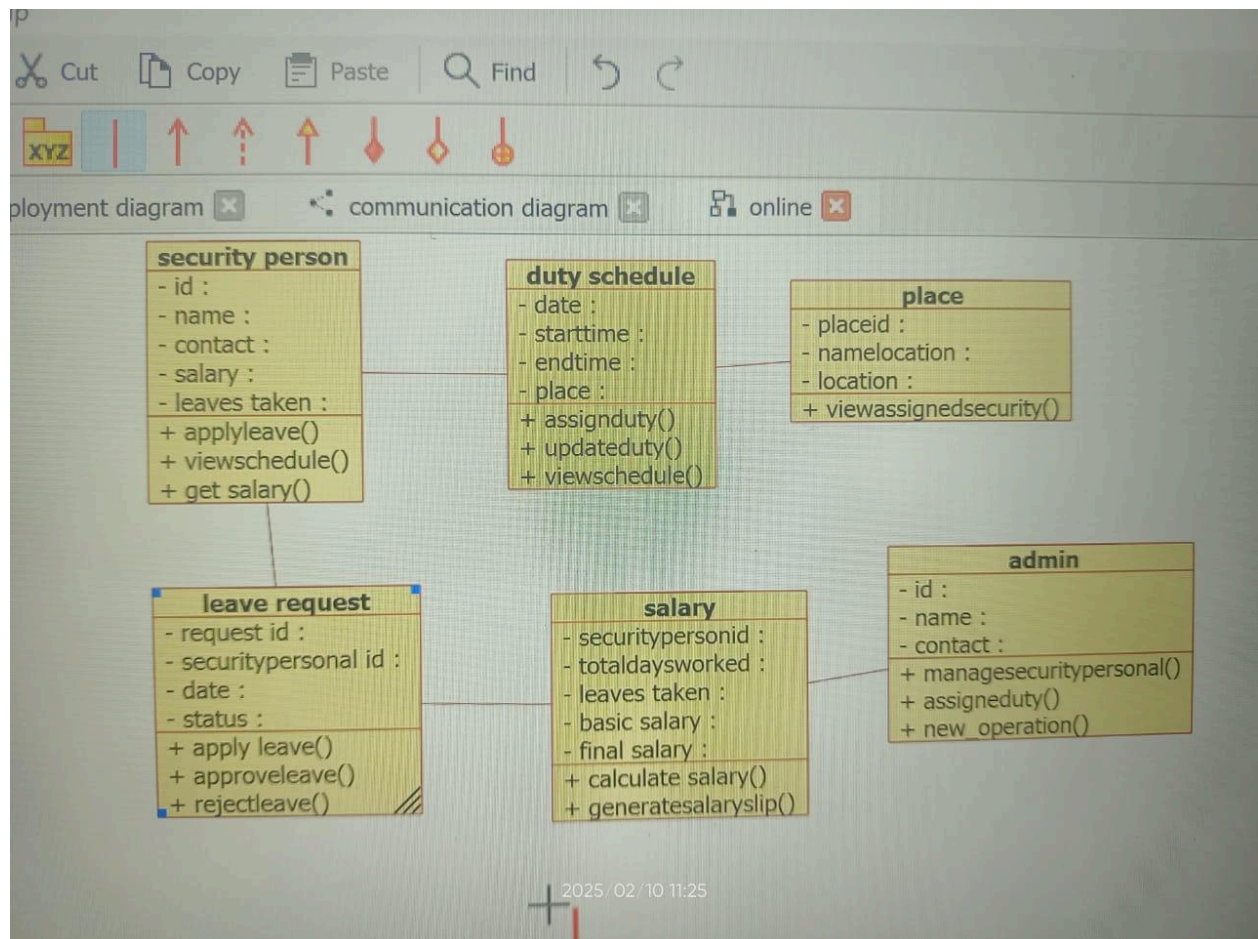 Cut Copy Paste Find
XYZ
ployment diagram communication diagram online
security person
- id :
- name :
- contact :
- salary :
- leaves taken :
+ applyleave()
+ viewschedule()
+ get salary()
duty schedule
- date :
- starttime :
- endtime :
- place :
+ assignduty()
+ updateduty()
+ viewschedule()
place
- placeid :
- namelocation :
- location :
+ viewassignedsecurity()
leave request
- request id :
- securitypersonal id :
- date :
- status :
+ apply leave()
+ approveleave()
+ rejectleave()
salary
- securitypersonid :
- totaldaysworked :
- leaves taken :
- basic salary :
- final salary :
+ calculate salary()
+ generatesalaryslip()
admin
- id :
- name :
- contact :
+ managesecuritypersonal()
+ assigneduty()
+ new_operation()
2025/02/10 11:25